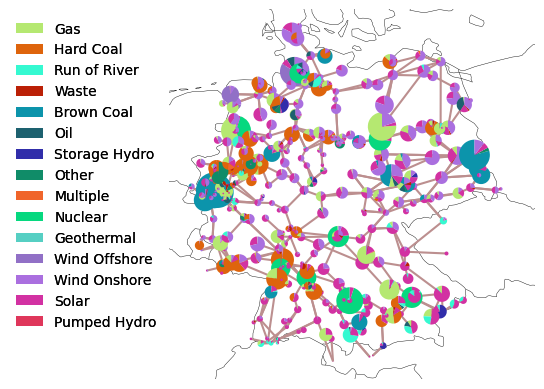 Gas
Hard Coal
Run of River
Waste
Brown Coal
Oil
Storage Hydro
Other
Multiple
Nuclear
Geothermal
Wind Offshore
Wind Onshore
Solar
Pumped Hydro